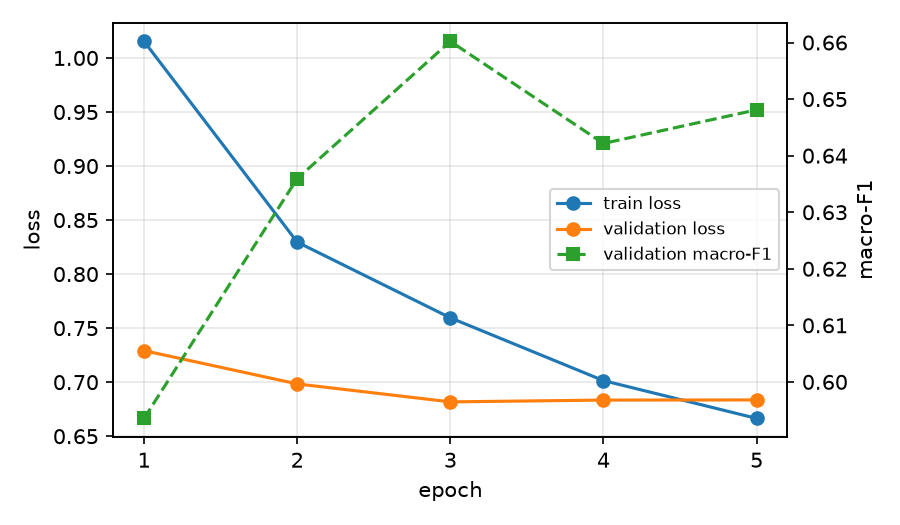 1.00
0.95
0.90
0.85
0.80
0.75
0.70
0.65
loss
0.66
0.65
0.64
0.63
0.62
0.61
0.60
macro-F1
train loss
validation loss
validation macro-F1
1 2 3 4 5
epoch